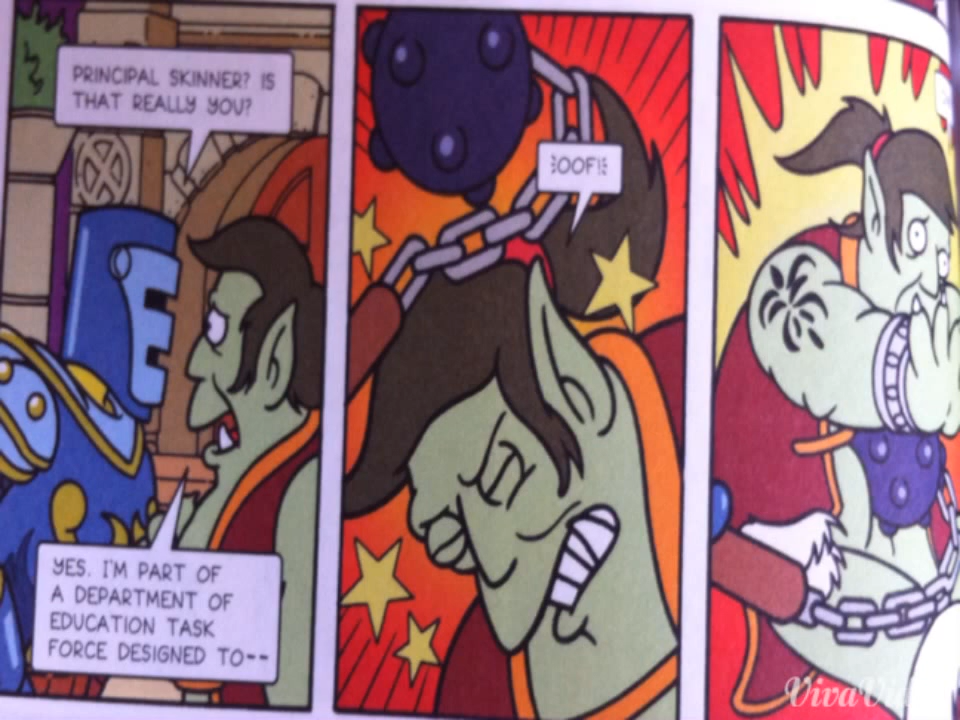 PRINCIPAL SKINNER? IS
THAT REALLY YOU?
E
YES. I'M PART OF
A DEPARTMENT OF
EDUCATION TASK
FORCE DESIGNED TO--
OOF!